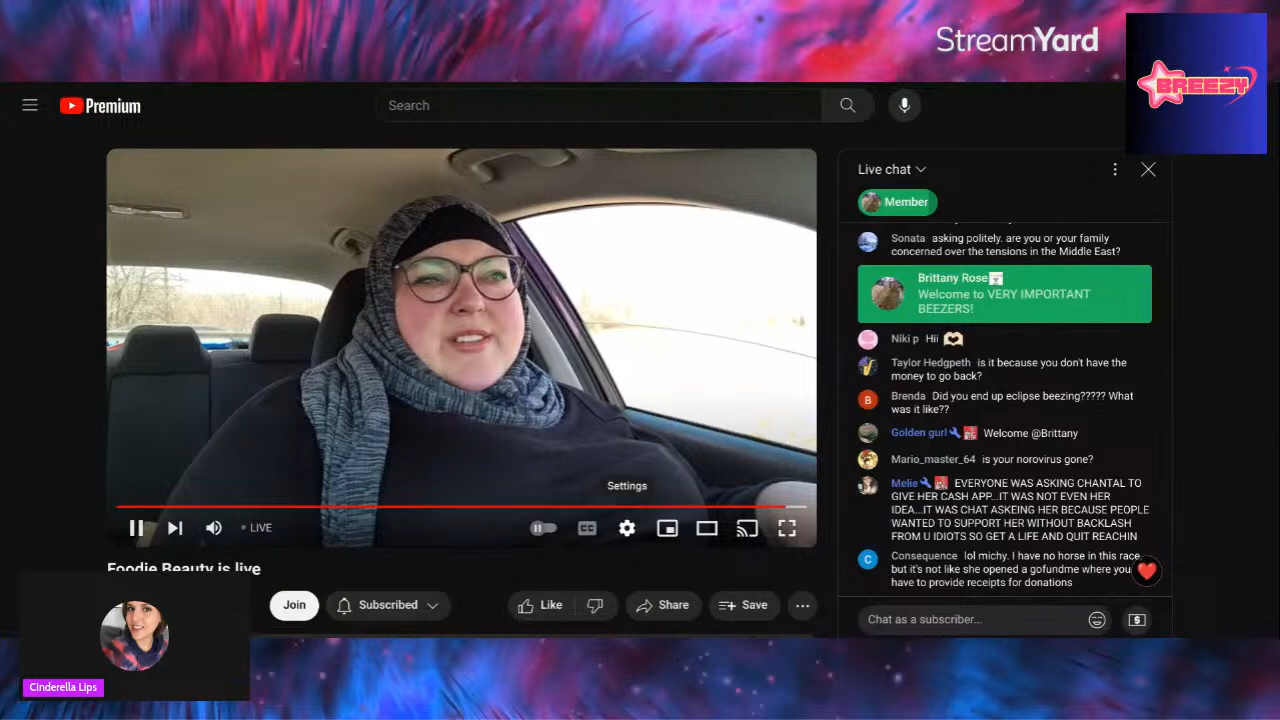 StreamYard
BREEZY
Premium
Search
Live chat
Member
Sonata asking politely. are you or your family
concerned over the tensions in the Middle East?
Brittany Rose
Welcome to VERY IMPORTANT
BEEZERS!
Niki p Hii
Taylor Hedgpeth is it because you don't have the
money to go back?
B
Brenda Did you end up eclipse beezing????? What
was it like??
Golden gurl Welcome @Brittany
Mario_master_64 is your norovirus gone?
Melie EVERYONE WAS ASKING CHANTAL TO
GIVE HER CASH APP...IT WAS NOT EVEN HER
IDEA...IT WAS CHAT ASKEING HER BECAUSE PEOPLE
WANTED TO SUPPORT HER WITHOUT BACKLASH
FROM U IDIOTS SO GET A LIFE AND QUIT REACHIN
C
Consequence lol michy. I have no horse in this race
but it's not like she opened a gofundme where you
have to provide receipts for donations
Chat as a subscriber...
Settings
LIVE
CC
Foodie Beauty is live
Join
Subscribed
Like
Share
Save
Cinderella Lips